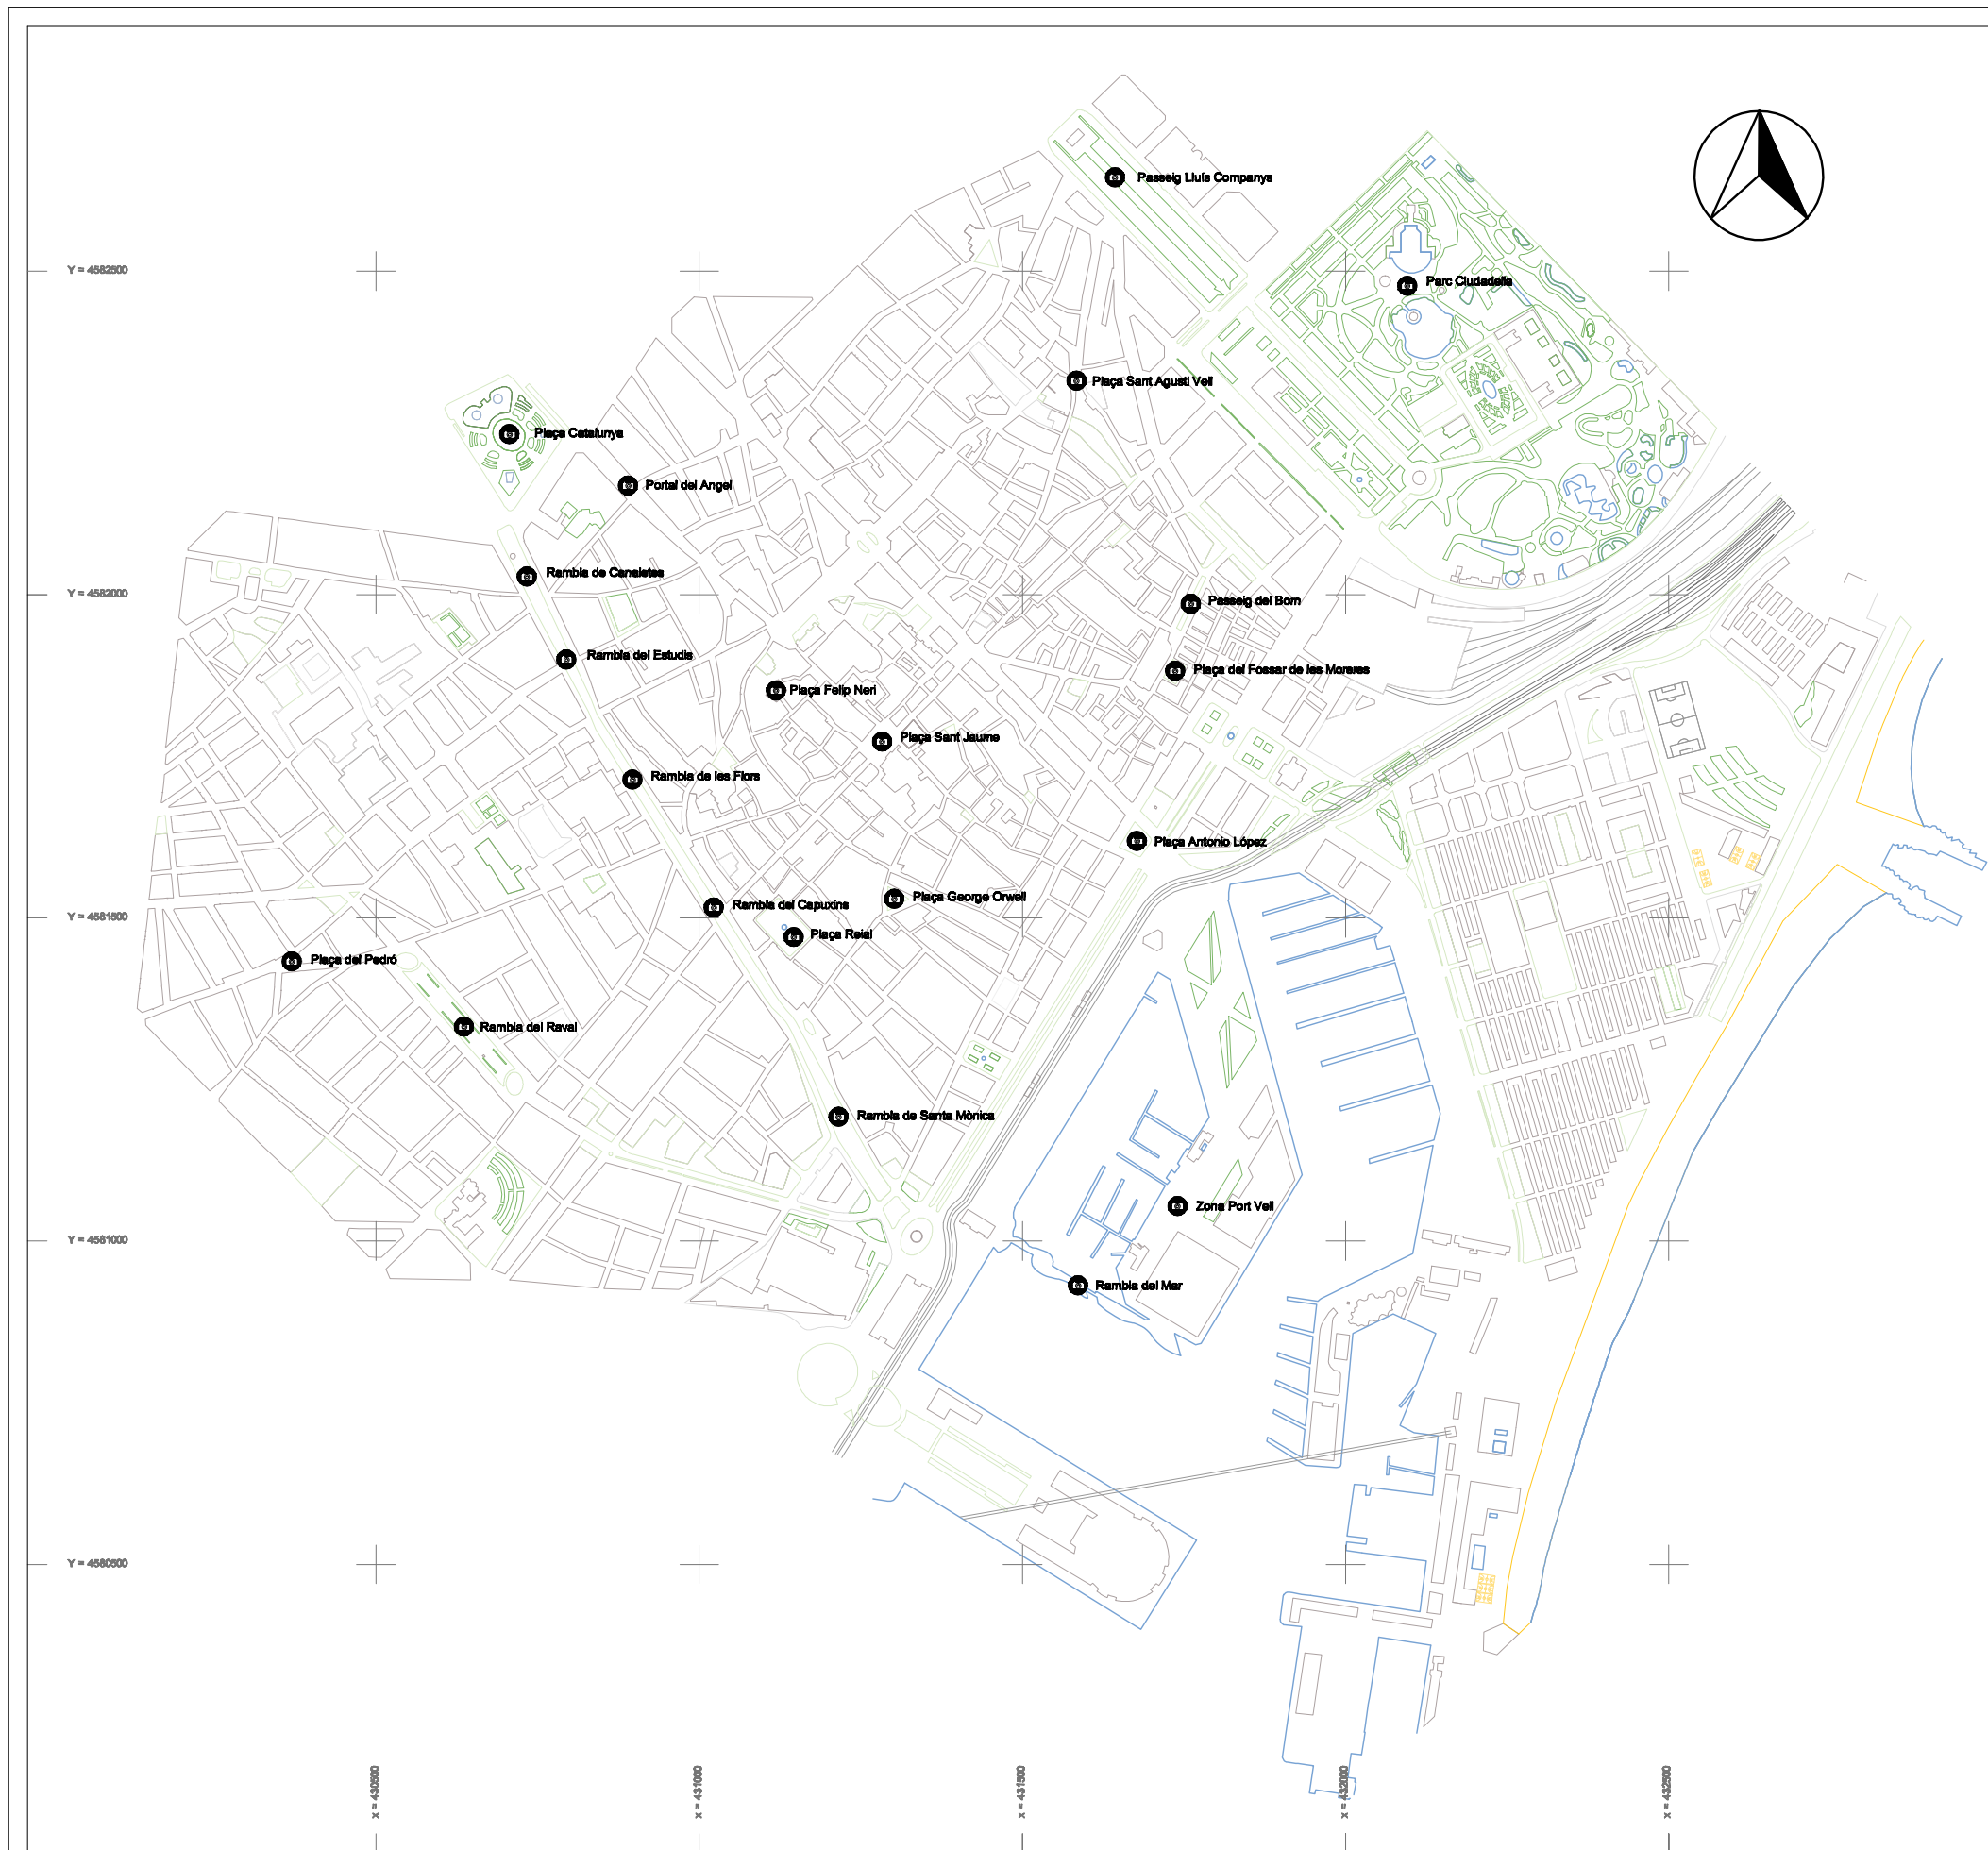 Passeig Lluís Companys
Y = 4582500
Parc Ciudadella
Plaça Sant Agustí Vell
Plaça Catalunya
Portal del Angel
Rambla de Canaletes
Y = 4582000
Passeig del Born
Rambla del Estudis
Plaça del Fossar de les Moreres
Plaça Felip Neri
Plaça Sant Jaume
Rambla de les Flors
Plaça Antonio López
Plaça George Orwell
Rambla del Capuxins
Y = 4581500
Plaça Reial
Plaça del Pedró
Rambla del Raval
Rambla de Santa Mònica
Zona Port Vell
Y = 4581000
Rambla del Mar
Y = 4580500
x = 430500
x = 431000
x = 431500
x = 432000
x = 432500